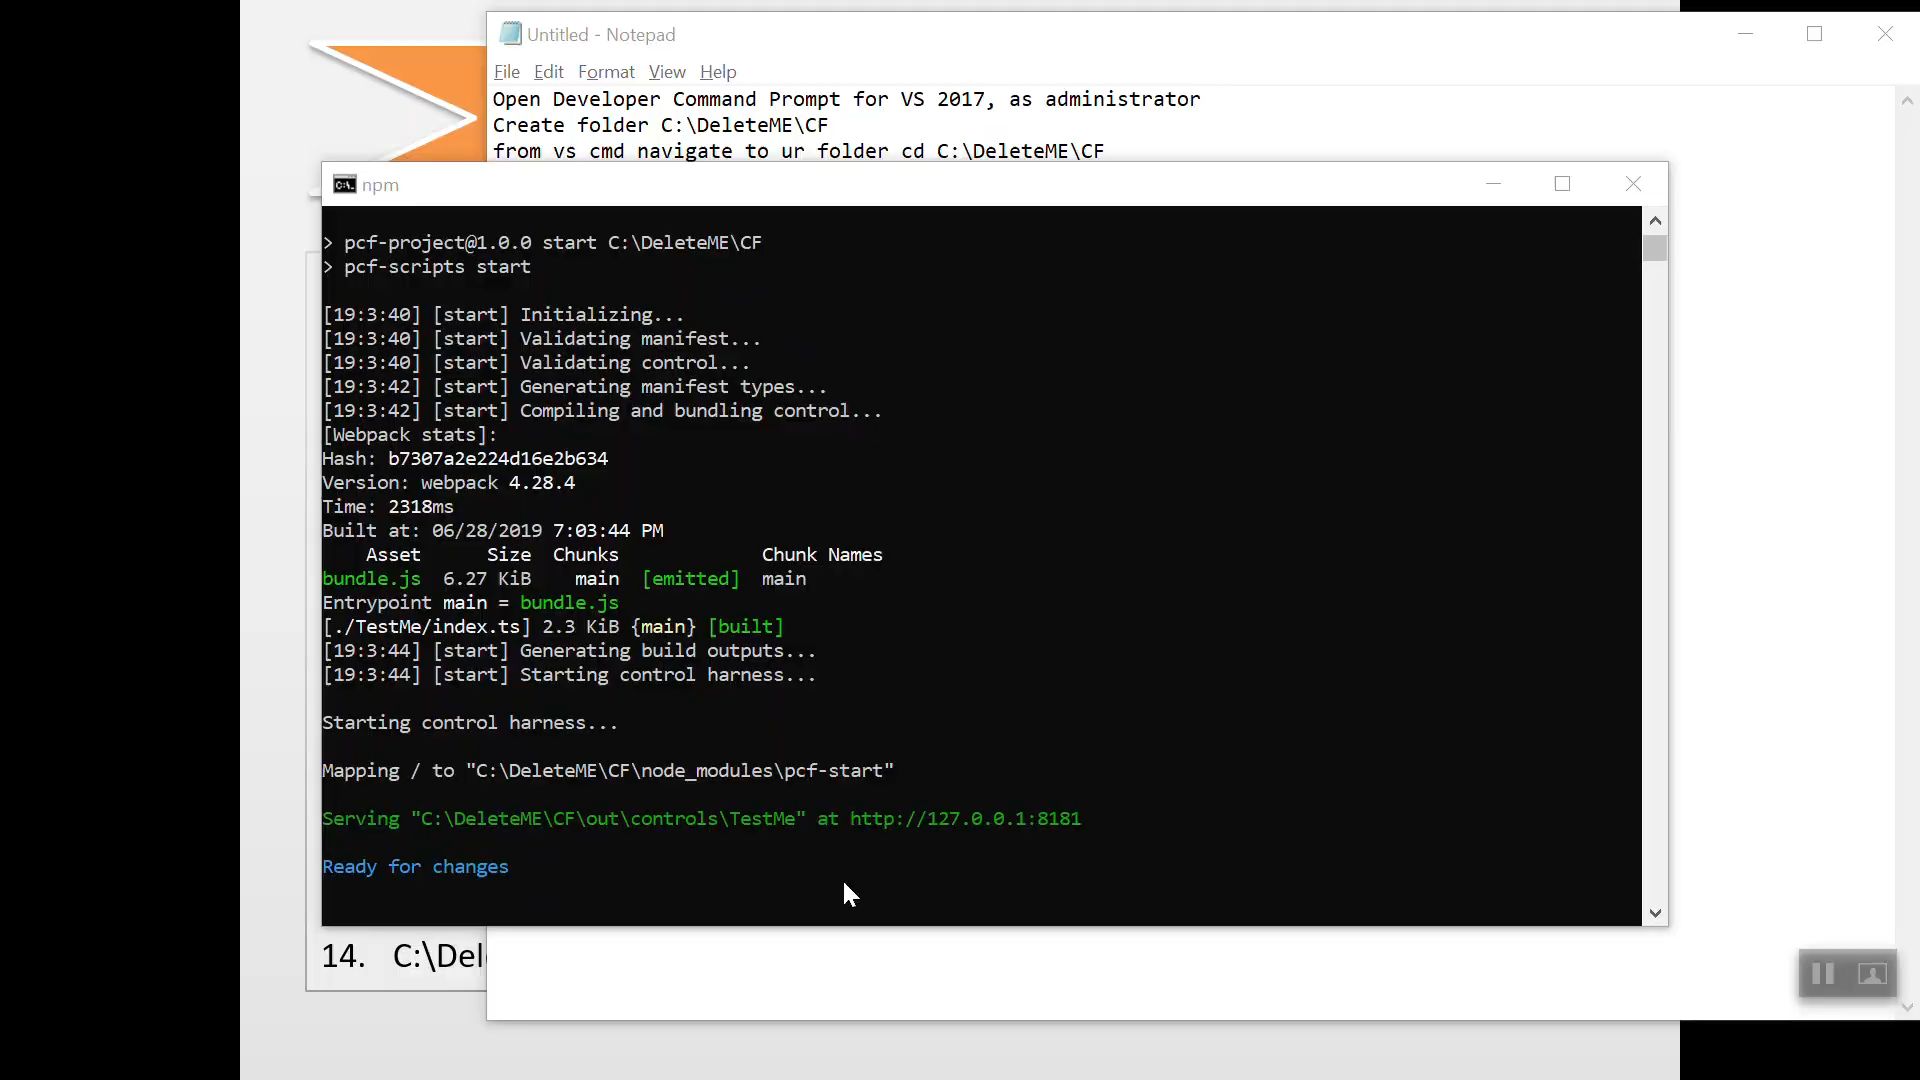 Untitled - Notepad
File Edit Format View Help
Open Developer Command Prompt for VS 2017, as administrator
Create folder C:\DeleteME\CF
from vs cmd navigate to ur folder cd C:\DeleteME\CF
npm
> pcf-project@1.0.0 start C:\DeleteME\CF
> pcf-scripts start
[19:3:40] [start] Initializing...
[19:3:40] [start] Validating manifest...
[19:3:40] [start] Validating control...
[19:3:42] [start] Generating manifest types...
[19:3:42] [start] Compiling and bundling control...
[Webpack stats]:
Hash: b7307a2e224d16e2b634
Version: webpack 4.28.4
Time: 2318ms
Built at: 06/28/2019 7:03:44 PM
Asset Size Chunks Chunk Names
bundle.js 6.27 KiB main [emitted] main
Entrypoint main = bundle.js
[./TestMe/index.ts] 2.3 KiB {main} [built]
[19:3:44] [start] Generating build outputs...
[19:3:44] [start] Starting control harness...
Starting control harness...
Mapping / to "C:\DeleteME\CF\node_modules\pcf-start"
Serving "C:\DeleteME\CF\out\controls\TestMe" at http://127.0.0.1:8181
Ready for changes
14. C:\Del